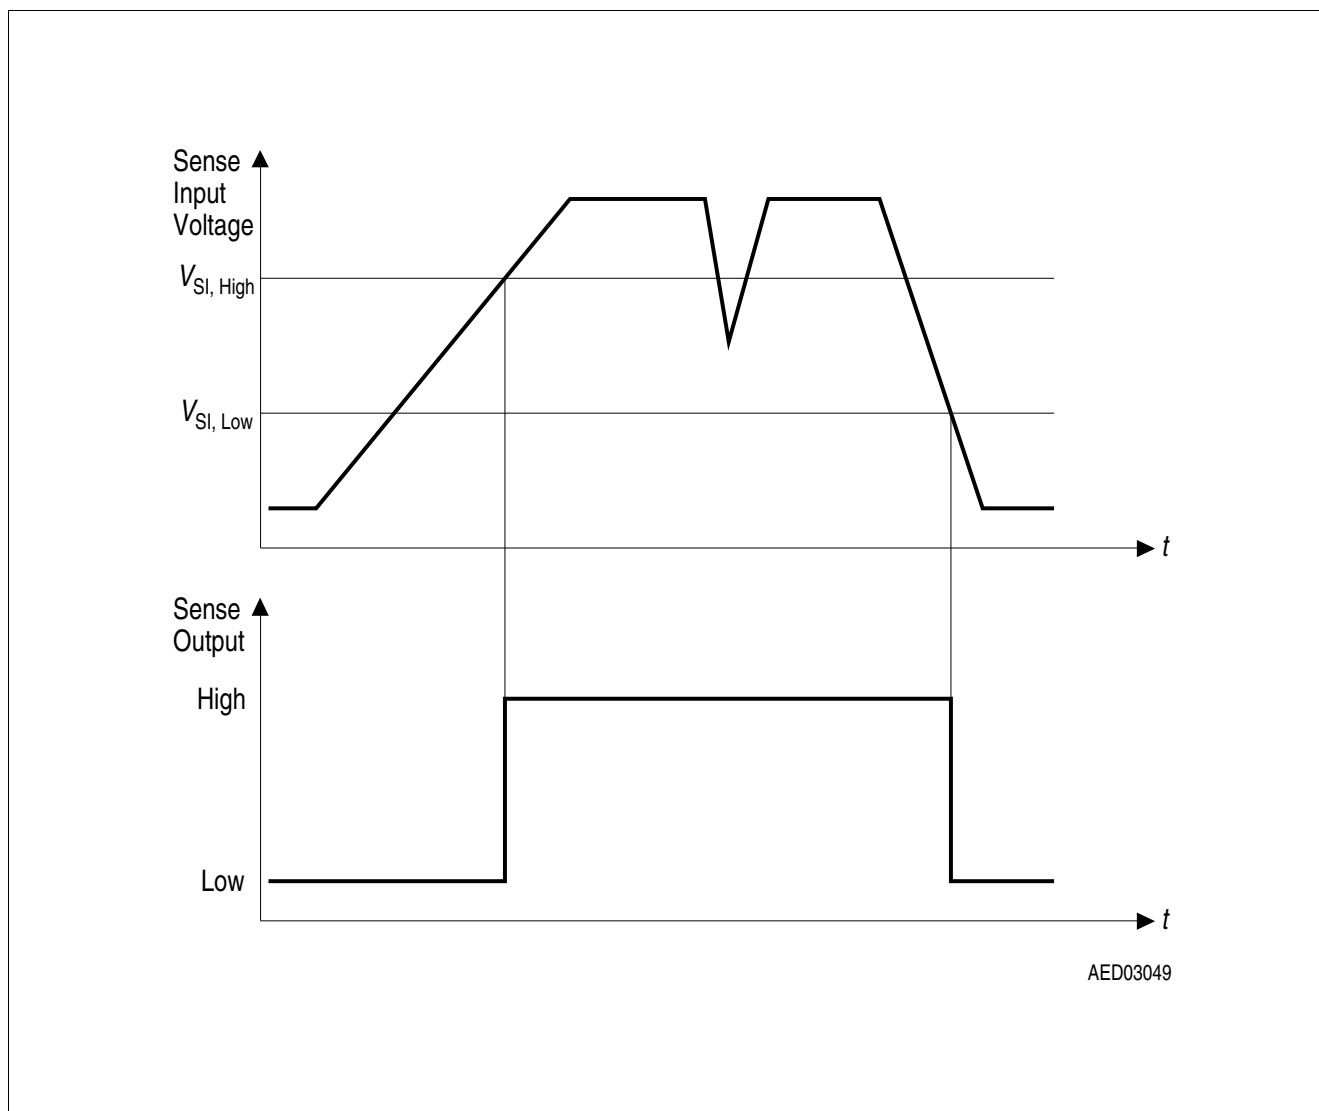 Sense
Input
Voltage
VSI, High
VSI, Low
t
Sense
Output
High
Low
t
AED03049